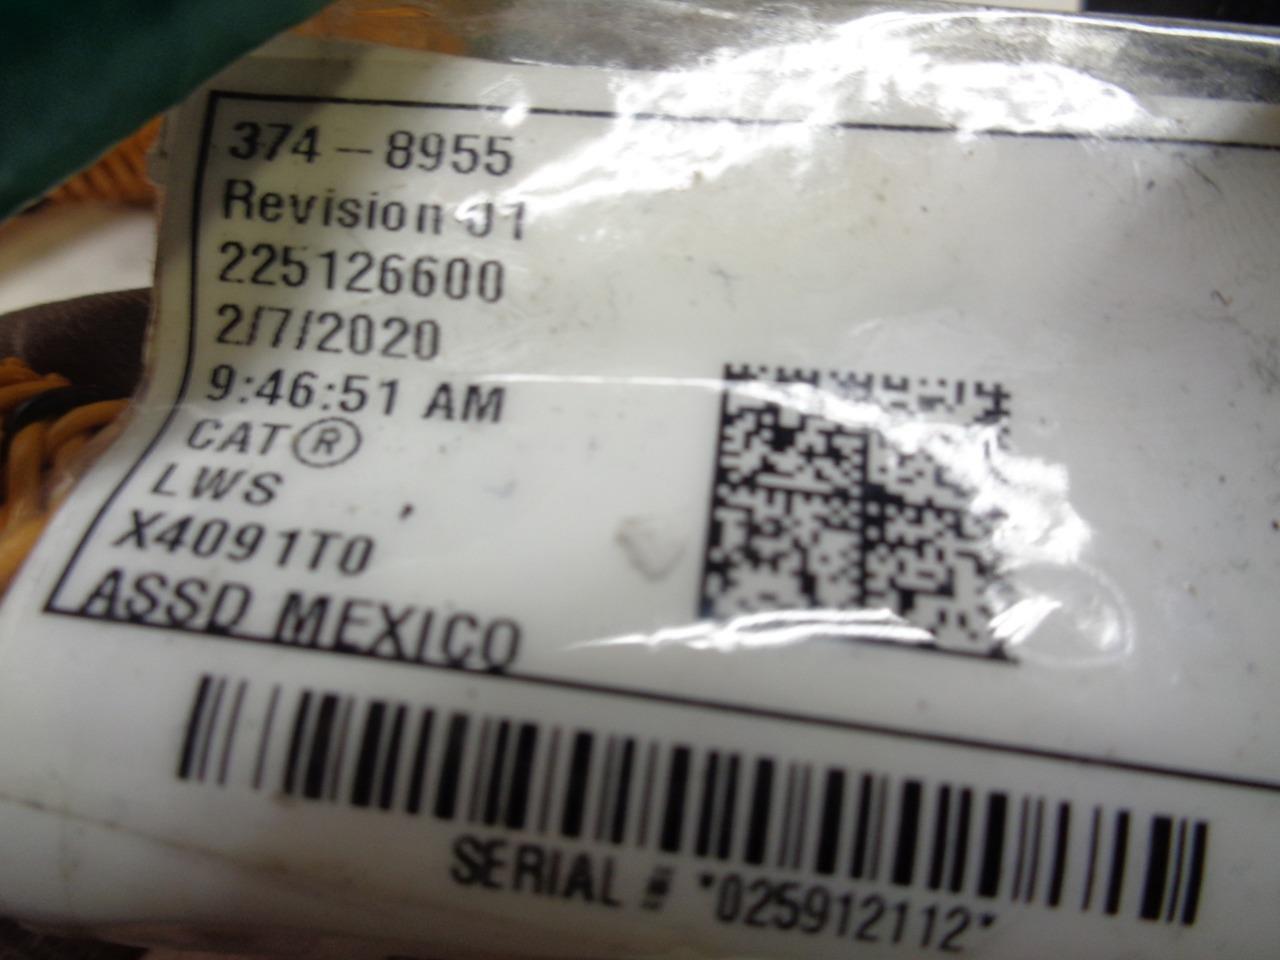 374-8955
Revision 01
225126600
2/7/2020
9:46:51 AM
CAT®
LWS
X4091T0
ASSD MEXICO
SERIAL # *025912112*